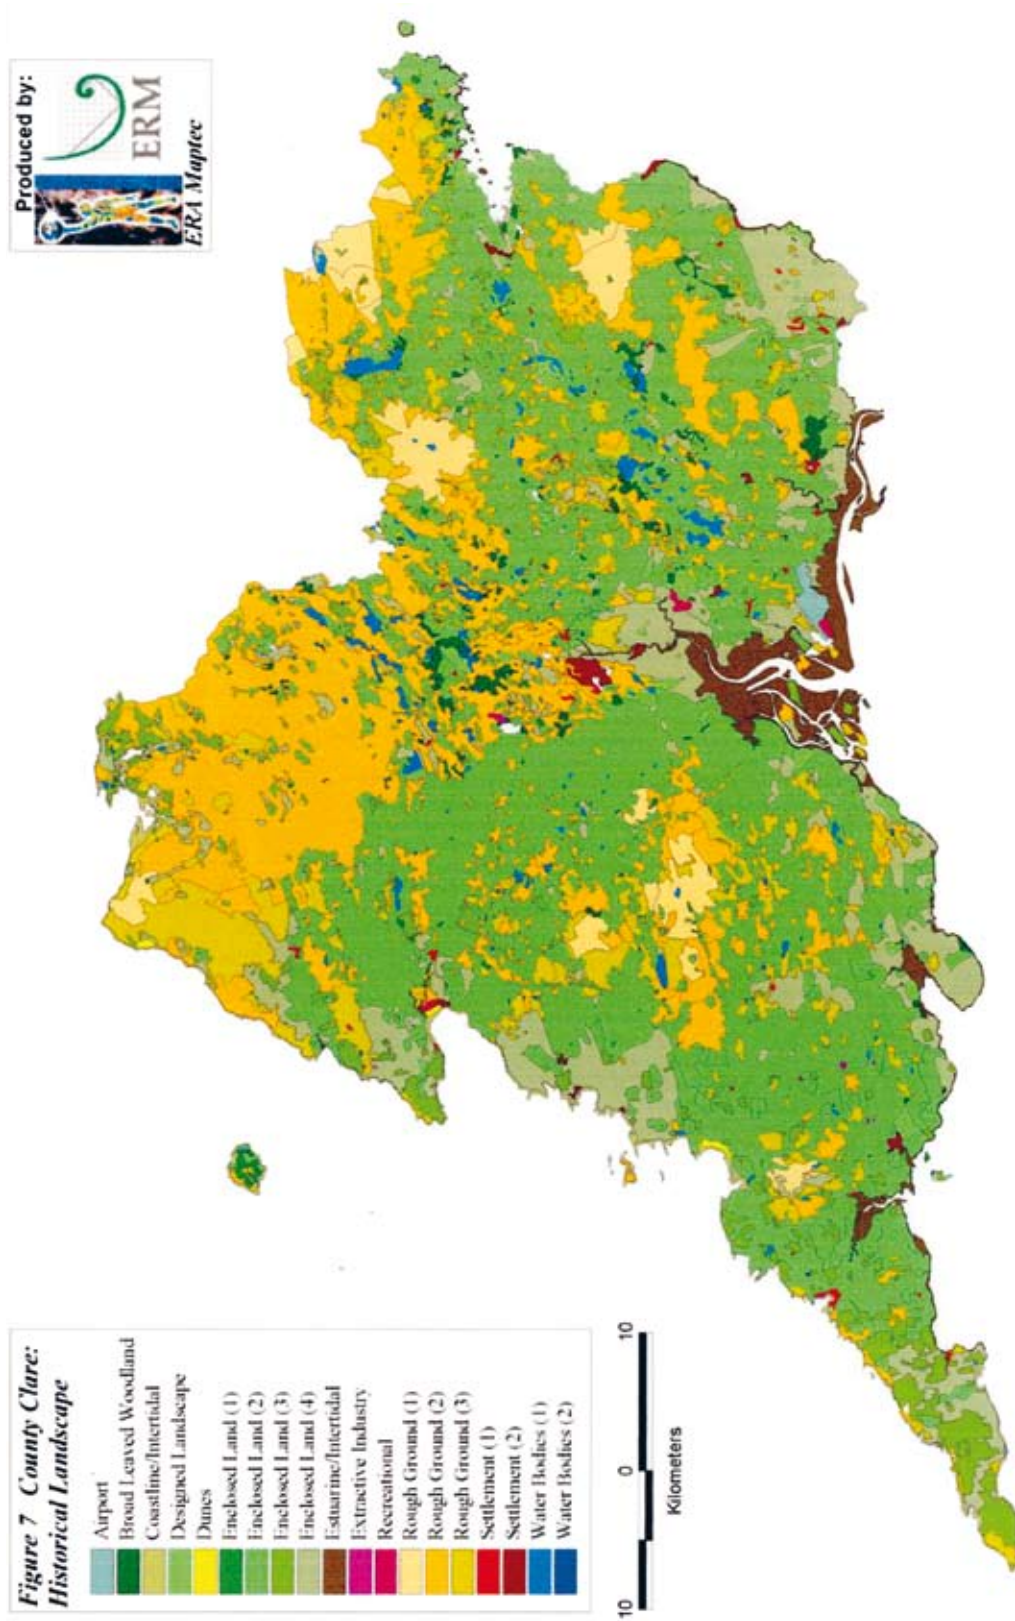 Figure 7 County Clare:
Historical Landscape
Airport
Broad Leaved Woodland
Coastline/Intertidal
Designed Landscape
Dunes
Enclosed Land (1)
Enclosed Land (2)
Enclosed Land (3)
Enclosed Land (4)
Estuarine/Intertidal
Extractive Industry
Recreational
Rough Ground (1)
Rough Ground (2)
Rough Ground (3)
Settlement (1)
Settlement (2)
Water Bodies (1)
Water Bodies (2)
10 0 10
Kilometers
Produced by:
ERM
ERA Maptec